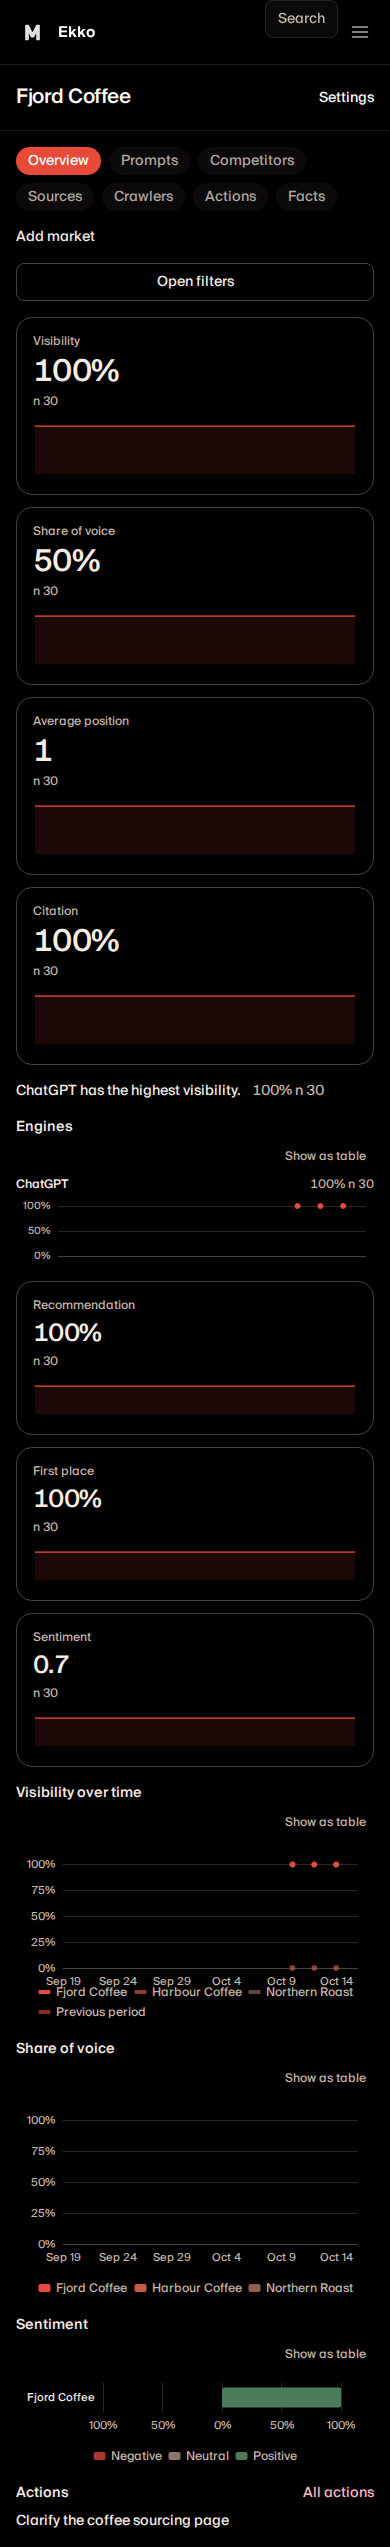 Search
Ekko
Fjord Coffee
Settings
Overview
Prompts
Competitors
Sources
Crawlers
Actions
Facts
Add market
Open filters
Visibility
100%
n 30
Share of voice
50%
n 30
Average position
1
n 30
Citation
100%
n 30
ChatGPT has the highest visibility. 100% n 30
Engines
Show as table
ChatGPT 100% n 30
100%
50%
0%
Recommendation
100%
n 30
First place
100%
n 30
Sentiment
0.7
n 30
Visibility over time
Show as table
100%
75%
50%
25%
0%
Sep 19 Sep 24 Sep 29 Oct 4 Oct 9 Oct 14
Fjord Coffee Harbour Coffee Northern Roast
Previous period
Share of voice
Show as table
100%
75%
50%
25%
0%
Sep 19 Sep 24 Sep 29 Oct 4 Oct 9 Oct 14
Fjord Coffee Harbour Coffee Northern Roast
Sentiment
Show as table
Fjord Coffee
100% 50% 0% 50% 100%
Negative Neutral Positive
Actions All actions
Clarify the coffee sourcing page